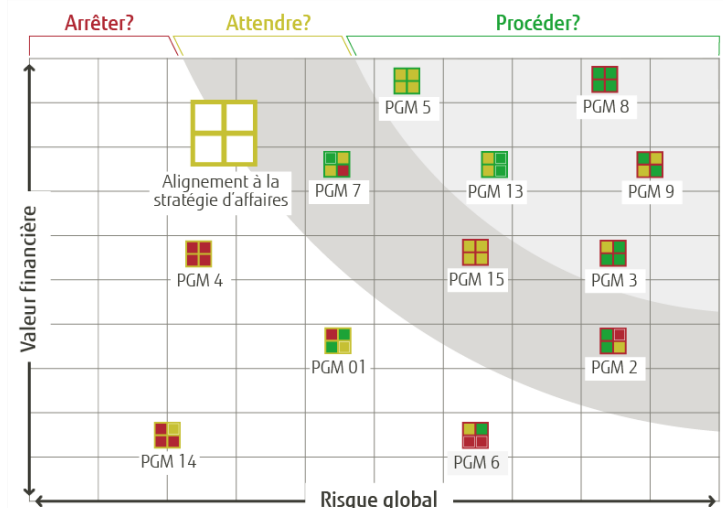 Arrêter?
Attendre?
Procéder?
PGM 5
PGM 8
Alignement à la
stratégie d'affaires
PGM 7
PGM 13
PGM 9
PGM 4
PGM 15
PGM 3
PGM 01
PGM 2
PGM 14
PGM 6
Valeur financière
Risque global